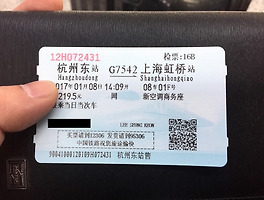 12H072431 检票:16B
杭州东站 G7542 上海虹桥站
Hangzhoudong Shanghaihongqiao
2017年01月08日14:09开 08车01F号
219.5元 网 新空调商务座
限乘当日当次车
买票请到12306 发货请到95306
中国铁路祝您旅途愉快
杭州东站售